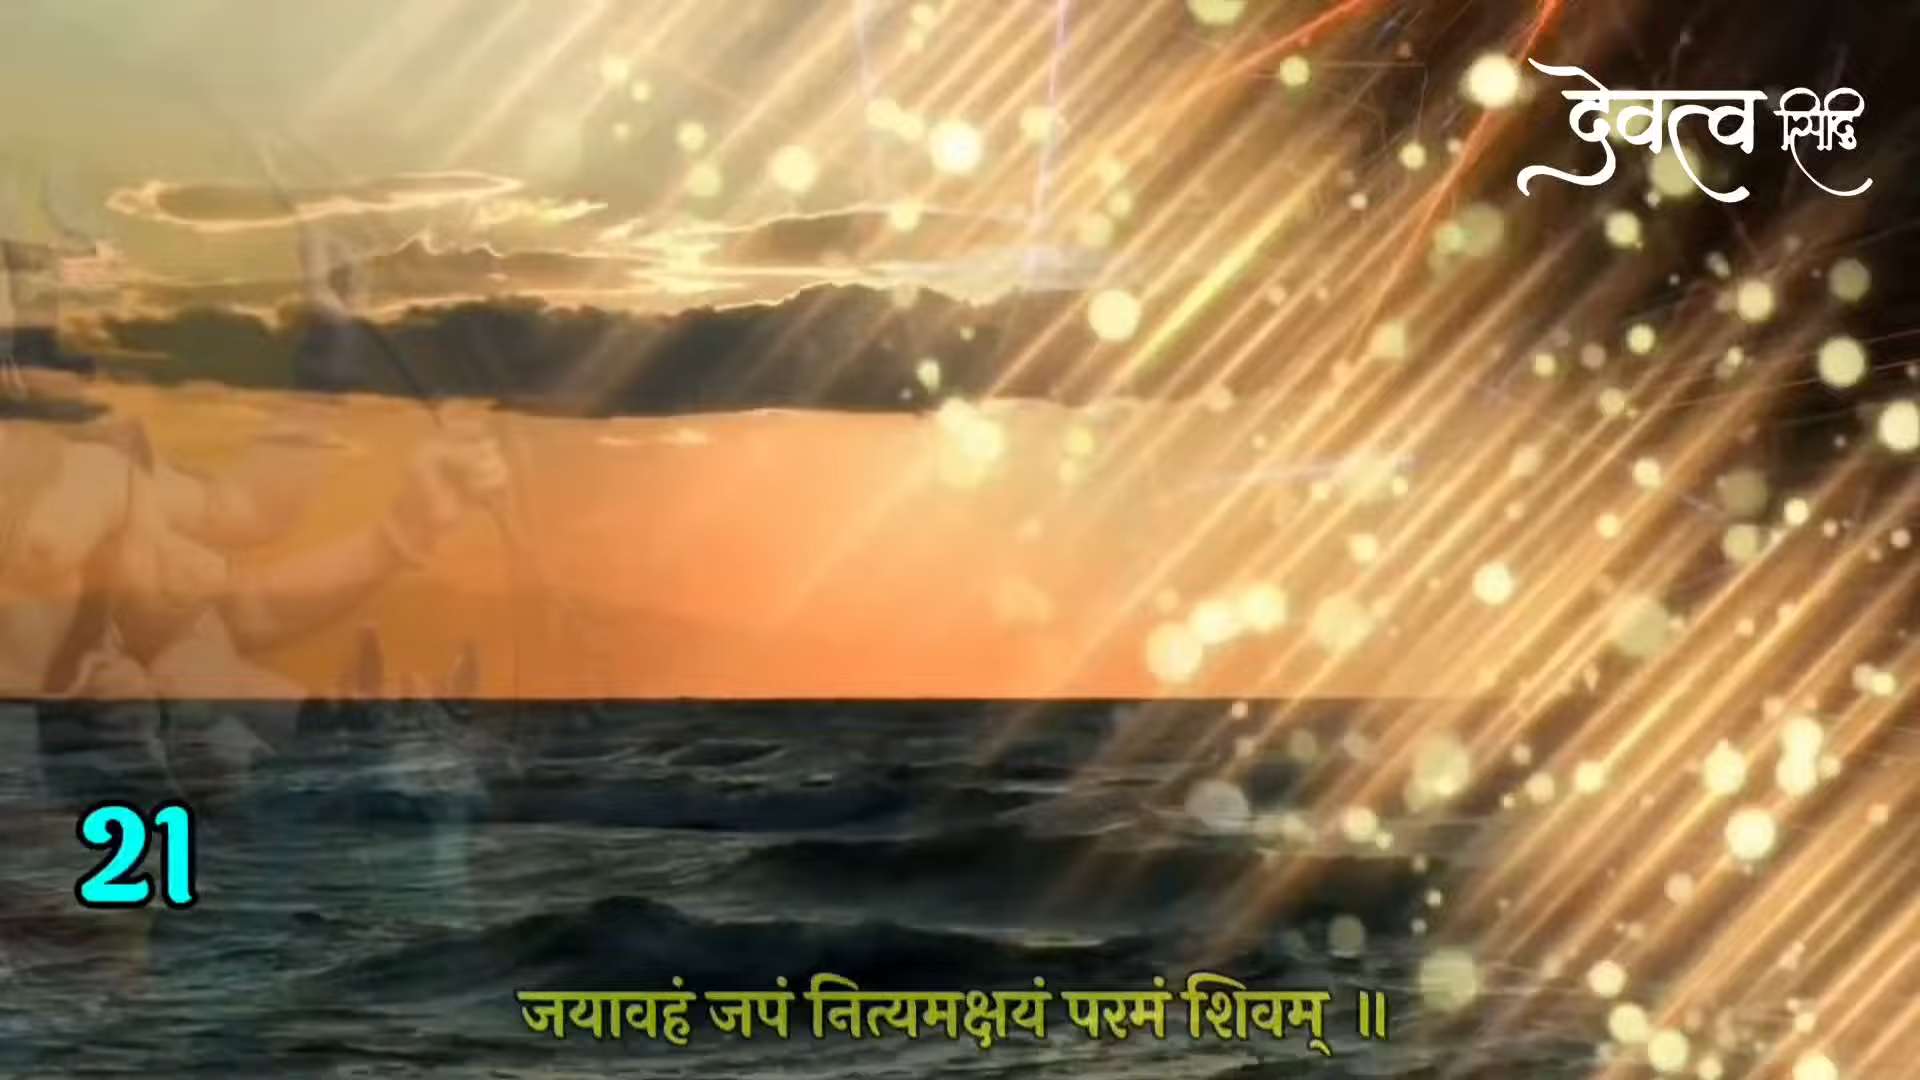 देवत्व सिद्धि
21
जयावहं जपं नित्यमक्षयं परमं शिवम् ॥